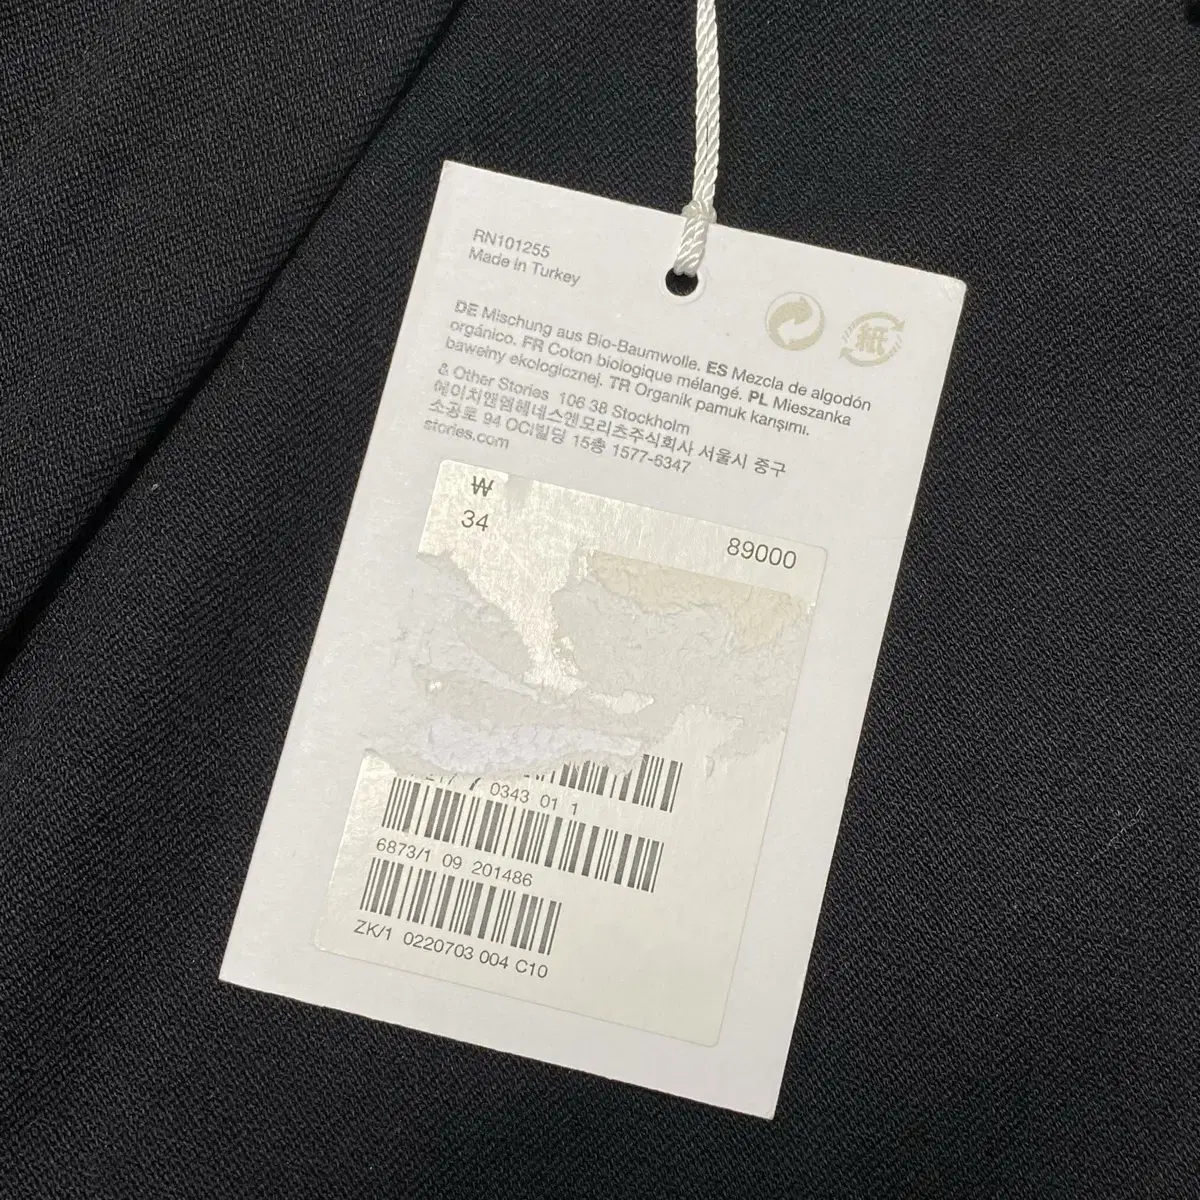 RN101255
Made in Turkey
紙
DE Mischung aus Bio-Baumwolle. ES Mezcla de algodón
orgánico. FR Coton biologique mélangé. PL Mieszanka
bawełny ekologicznej. TR Organik pamuk karışımı.
& Other Stories 106 38 Stockholm
에이치앤엠헤네스앤모리츠주식회사 서울시 중구
소공로 94 OCI빌딩 15층 1577-6347
stories.com
₩
34
89000
0343 01 1
6873/1 09 201486
ZK/1 0220703 004 C10